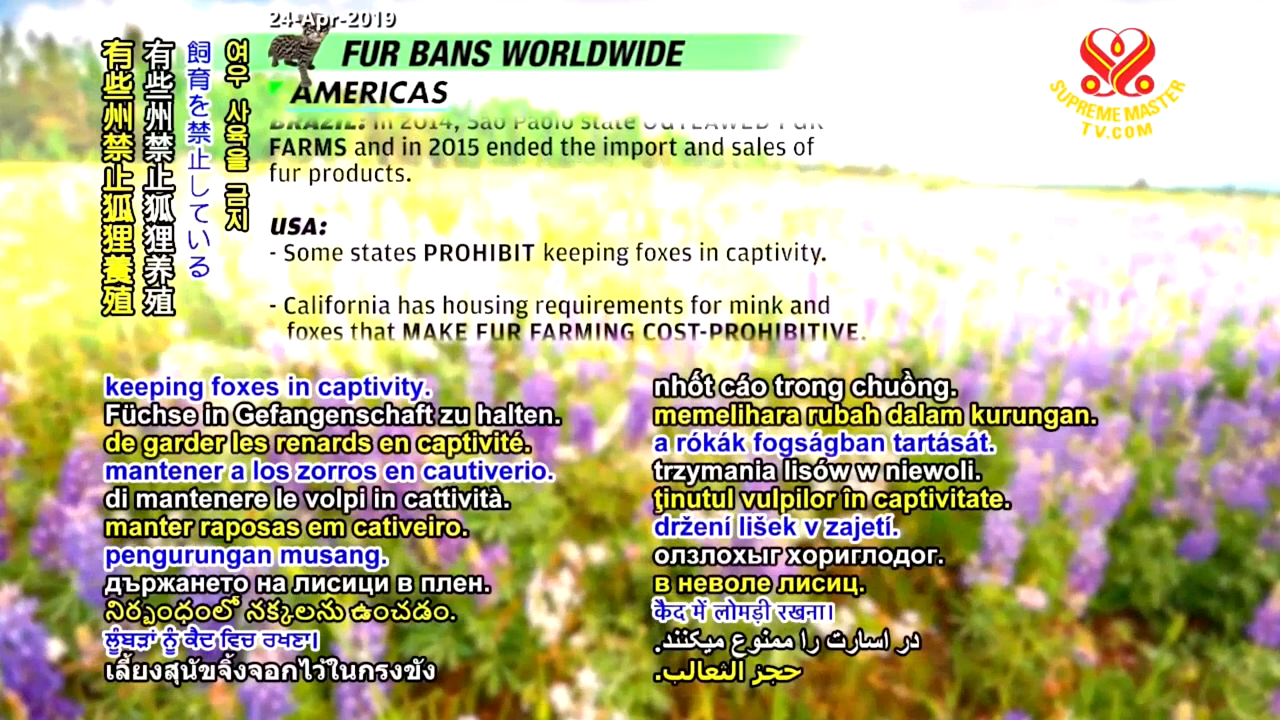 24-Apr-2019
FUR BANS WORLDWIDE
AMERICAS
BRAZIL: In 2014, São Paolo state OUTLAWED FUR
FARMS and in 2015 ended the import and sales of
fur products.
USA:
- Some states PROHIBIT keeping foxes in captivity.
- California has housing requirements for mink and
foxes that MAKE FUR FARMING COST-PROHIBITIVE.
SUPREME MASTER
TV.COM
有些州禁止狐狸養殖
有些州禁止狐狸养殖
飼育を禁止している
여우 사육을 금지
keeping foxes in captivity.
Füchse in Gefangenschaft zu halten.
de garder les renards en captivité.
mantener a los zorros en cautiverio.
di mantenere le volpi in cattività.
manter raposas em cativeiro.
pengurungan musang.
държането на лисици в плен.
నిర్భంధంలో నక్కలను ఉంచడం.
ਲੂੰਬੜਾਂ ਨੂੰ ਕੈਦ ਵਿਚ ਰਖਣਾ।
เลี้ยงสุนัขจิ้งจอกไว้ในกรงขัง
nhốt cáo trong chuồng.
memelihara rubah dalam kurungan.
a rókák fogságban tartását.
trzymania lisów w niewoli.
ţinutul vulpilor în captivitate.
držení lišek v zajetí.
олзлохыг хориглодог.
в неволе лисиц.
कैद में लोमड़ी रखना।
در اسارت را ممنوع میکنند.
حجز الثعالب.